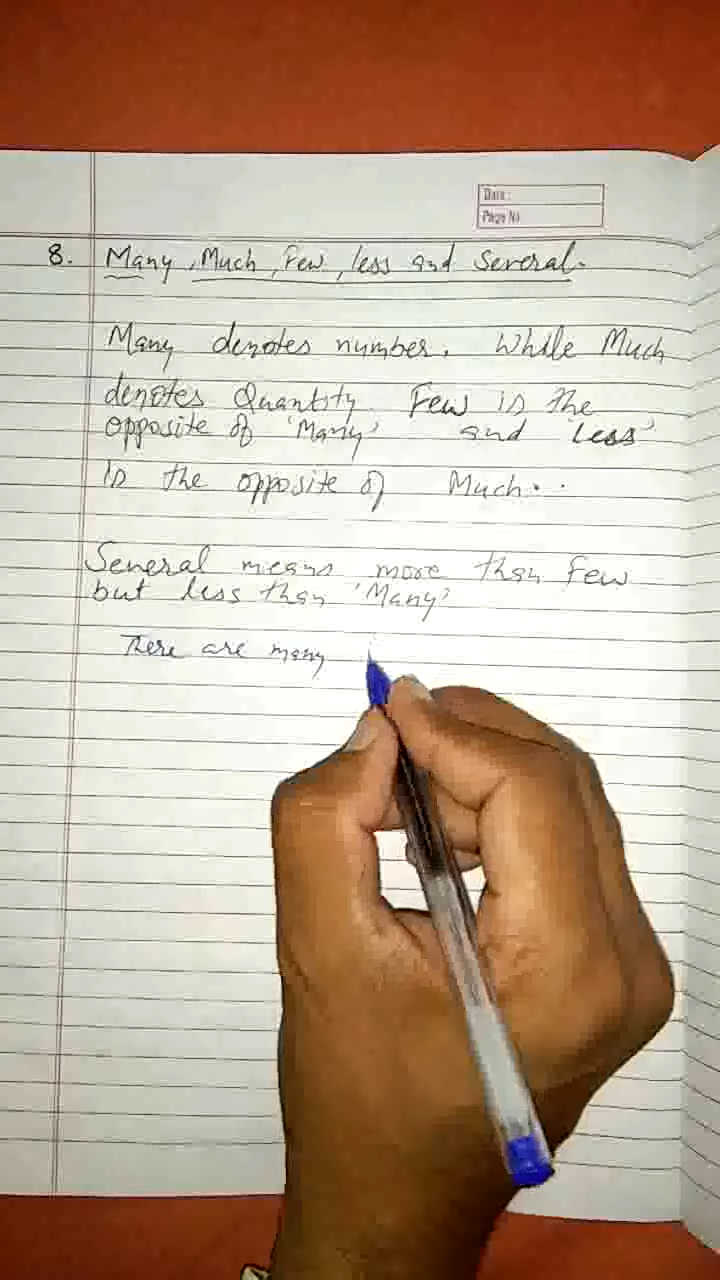 Date :
Page No
8. Many, Much, Few, less and Several.
Many denotes number. While Much
denotes Quantity Few is the
opposite of 'Many' and 'Less'
is the opposite of Much..
Several means more than Few
but less than 'Many'
There are many